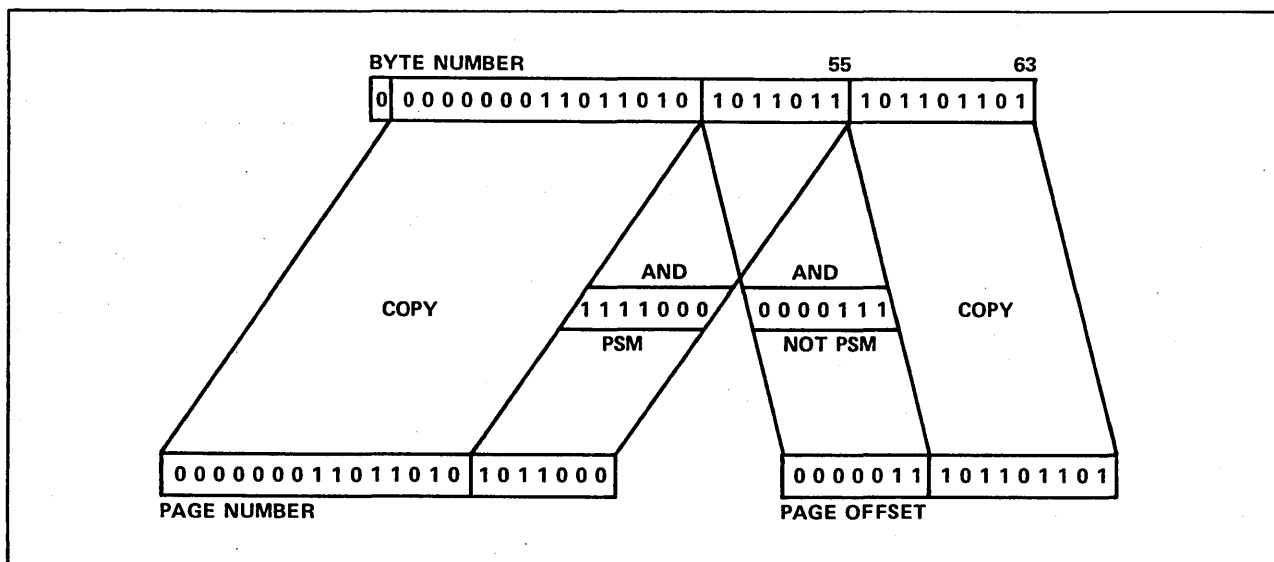 BYTE NUMBER 55 63
0 000000011011010 1011011 101101101
AND AND
COPY 1111000 0000111 COPY
PSM NOT PSM
000000011011010 1011000 0000011 101101101
PAGE NUMBER PAGE OFFSET